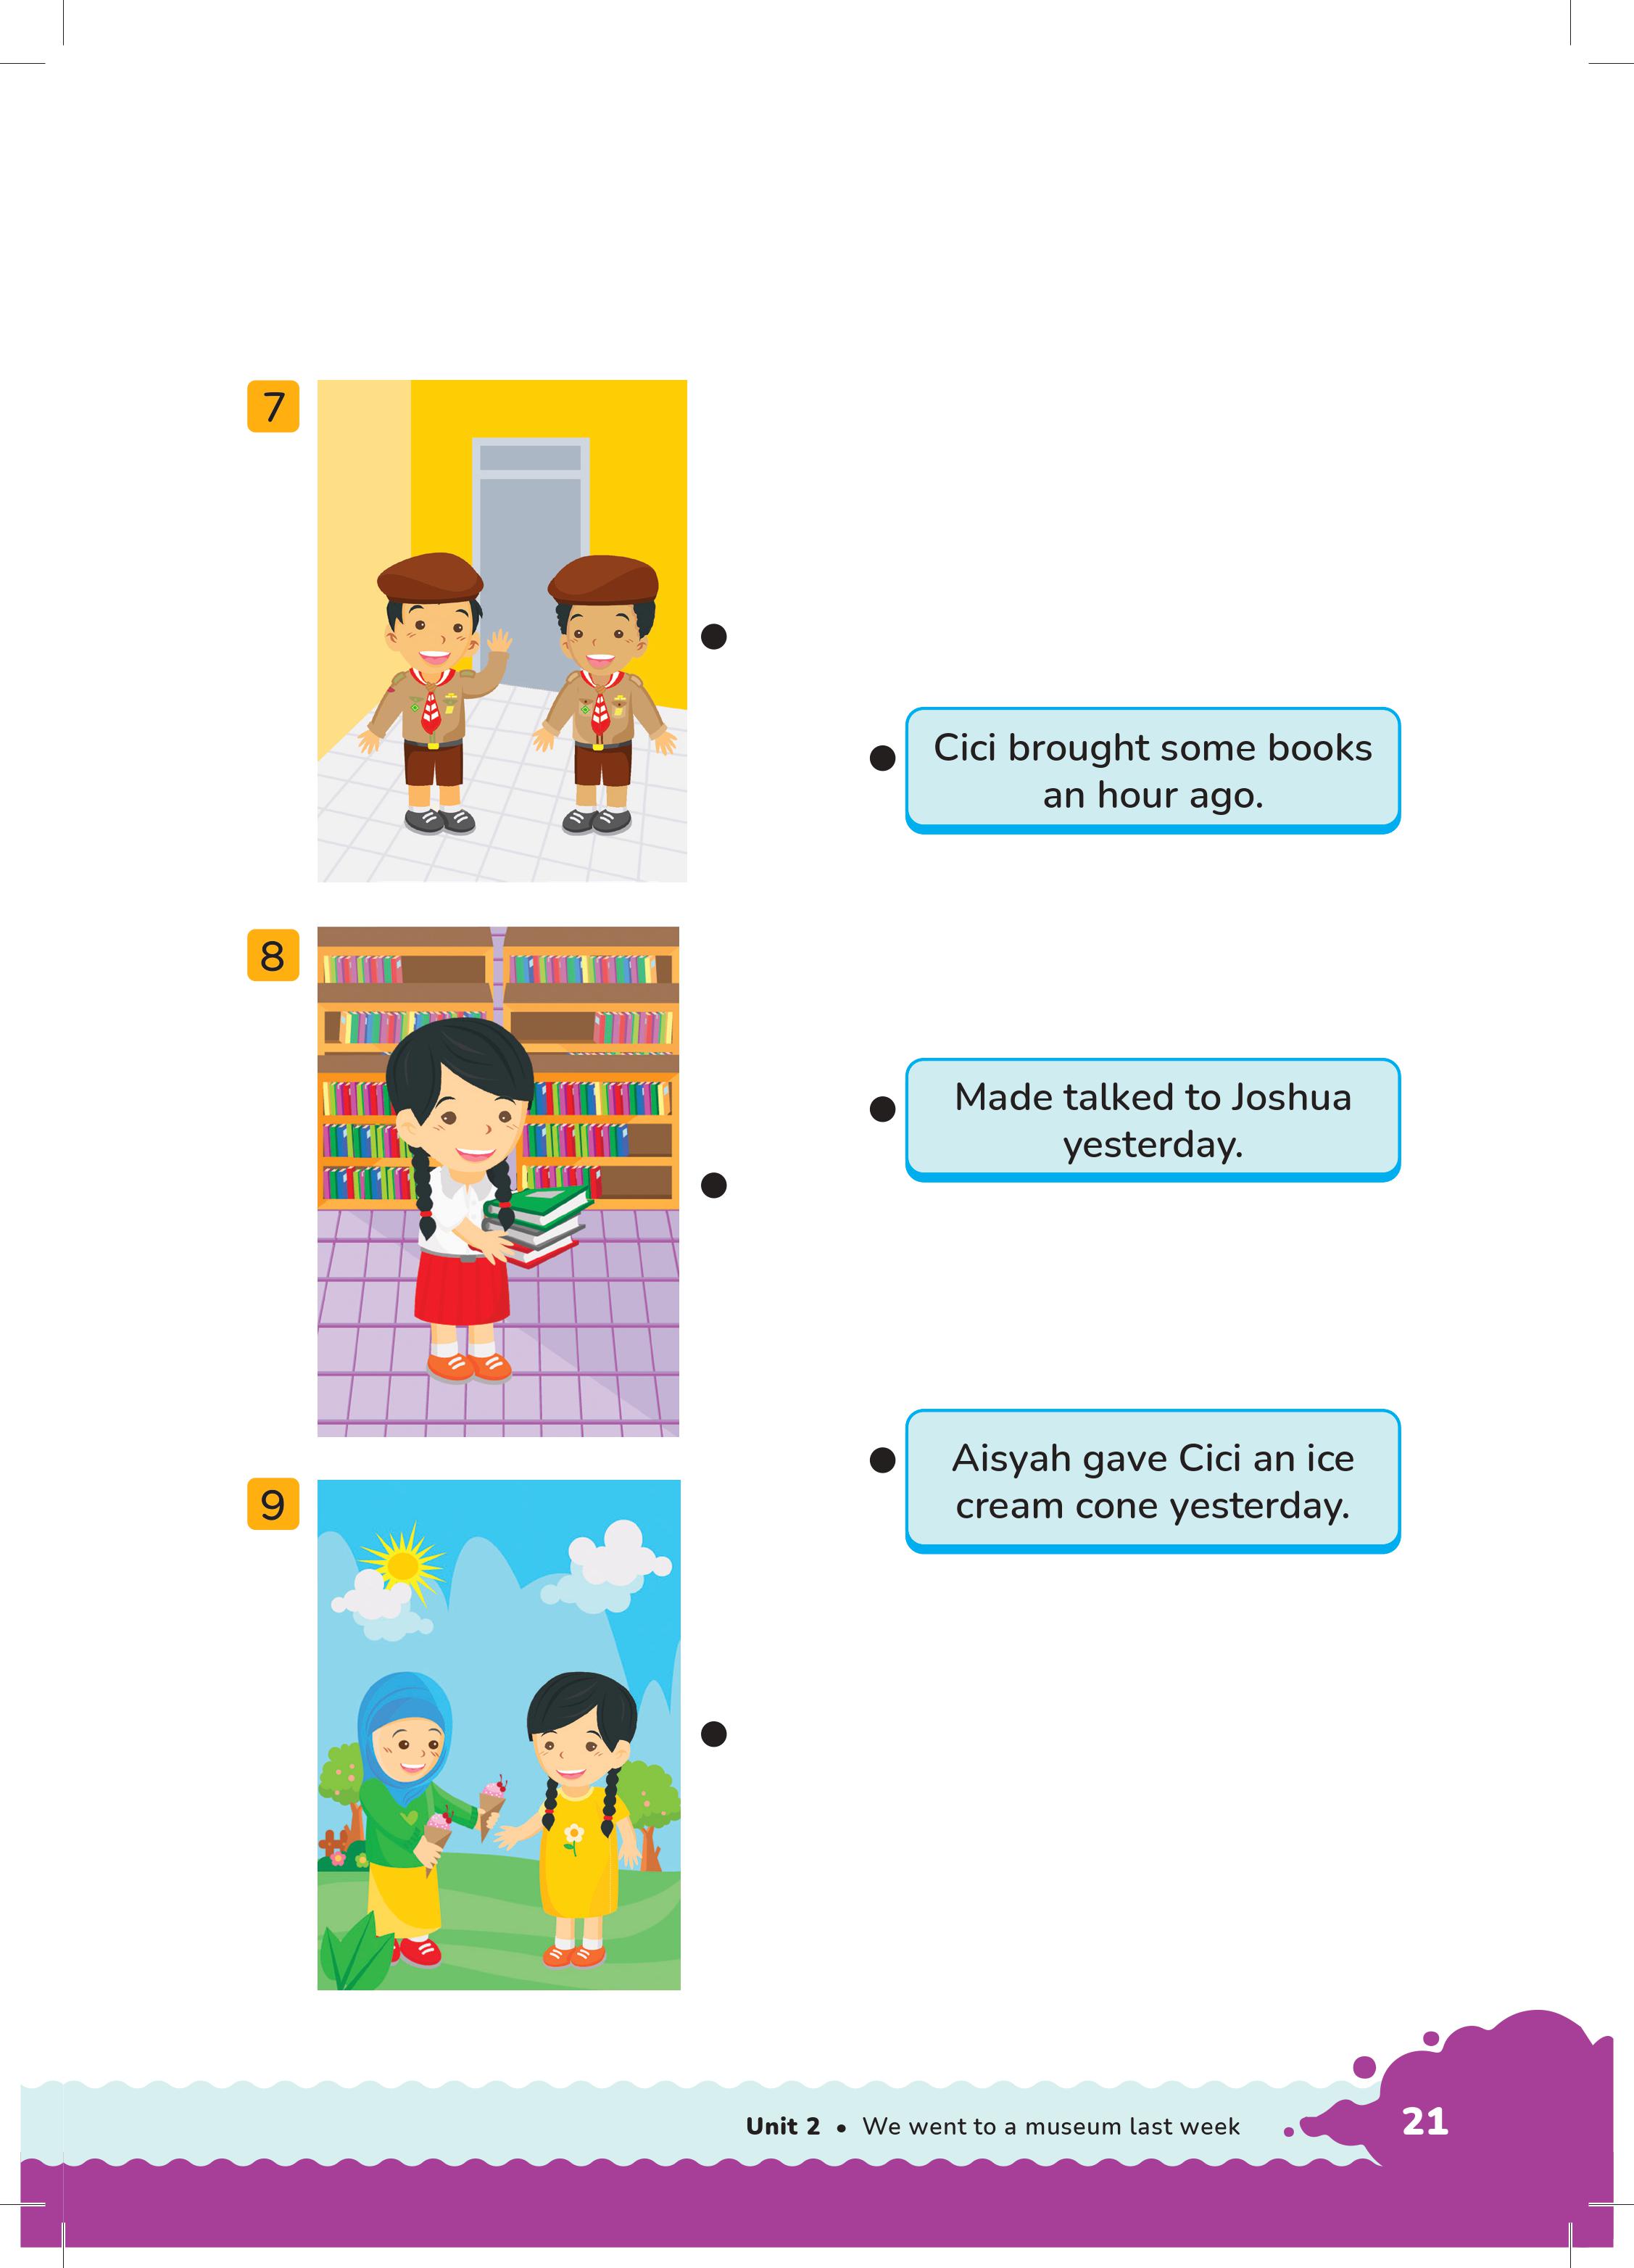 7
Cici brought some books
an hour ago.
8
Made talked to Joshua
yesterday.
Aisyah gave Cici an ice
cream cone yesterday.
9
Unit 2 • We went to a museum last week
21